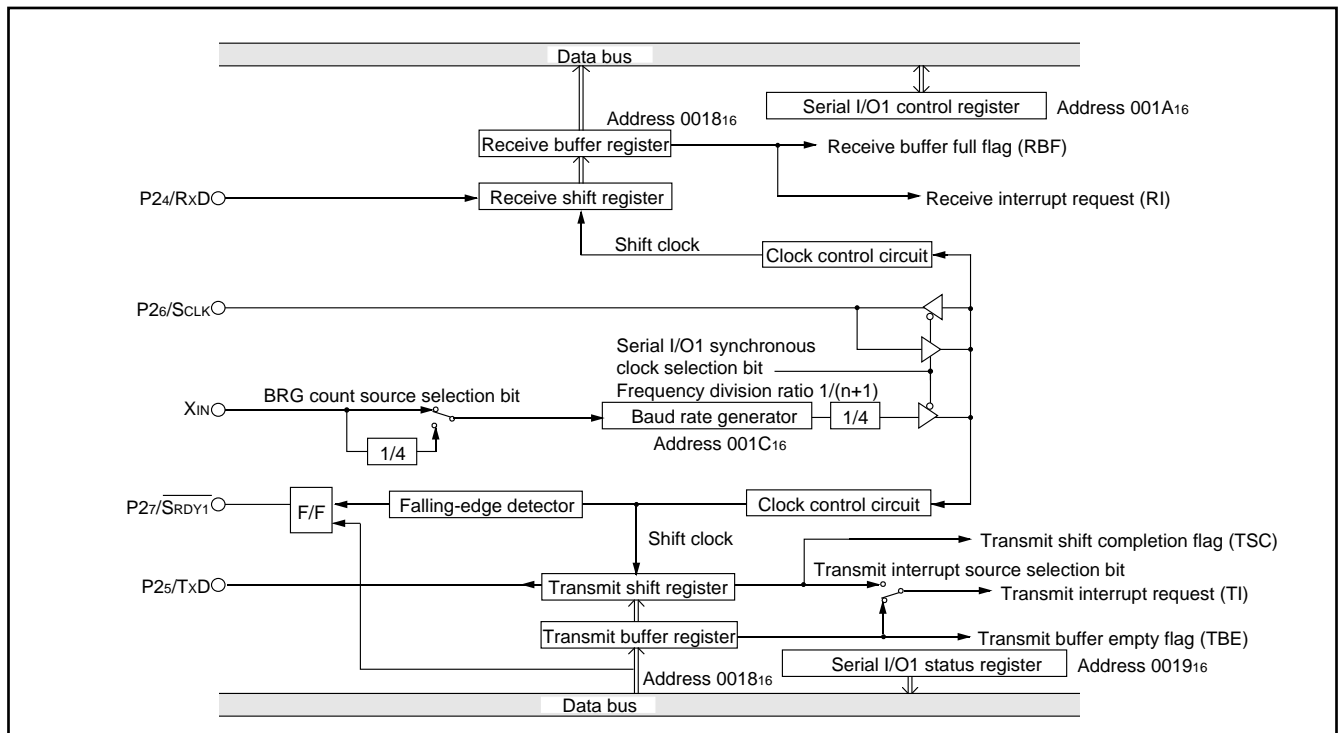 Data bus
Serial I/O1 control register
Address 001A16
Address 001816
Receive buffer register
Receive buffer full flag (RBF)
P24/RXD
Receive shift register
Receive interrupt request (RI)
Shift clock
Clock control circuit
P26/SCLK
Serial I/O1 synchronous
clock selection bit
Frequency division ratio 1/(n+1)
BRG count source selection bit
XIN
Baud rate generator
1/4
1/4
Address 001C16
P27/SRDY1
F/F
Falling-edge detector
Clock control circuit
Shift clock
Transmit shift completion flag (TSC)
Transmit interrupt source selection bit
P25/TXD
Transmit shift register
Transmit interrupt request (TI)
Transmit buffer register
Transmit buffer empty flag (TBE)
Address 001816
Serial I/O1 status register
Address 001916
Data bus